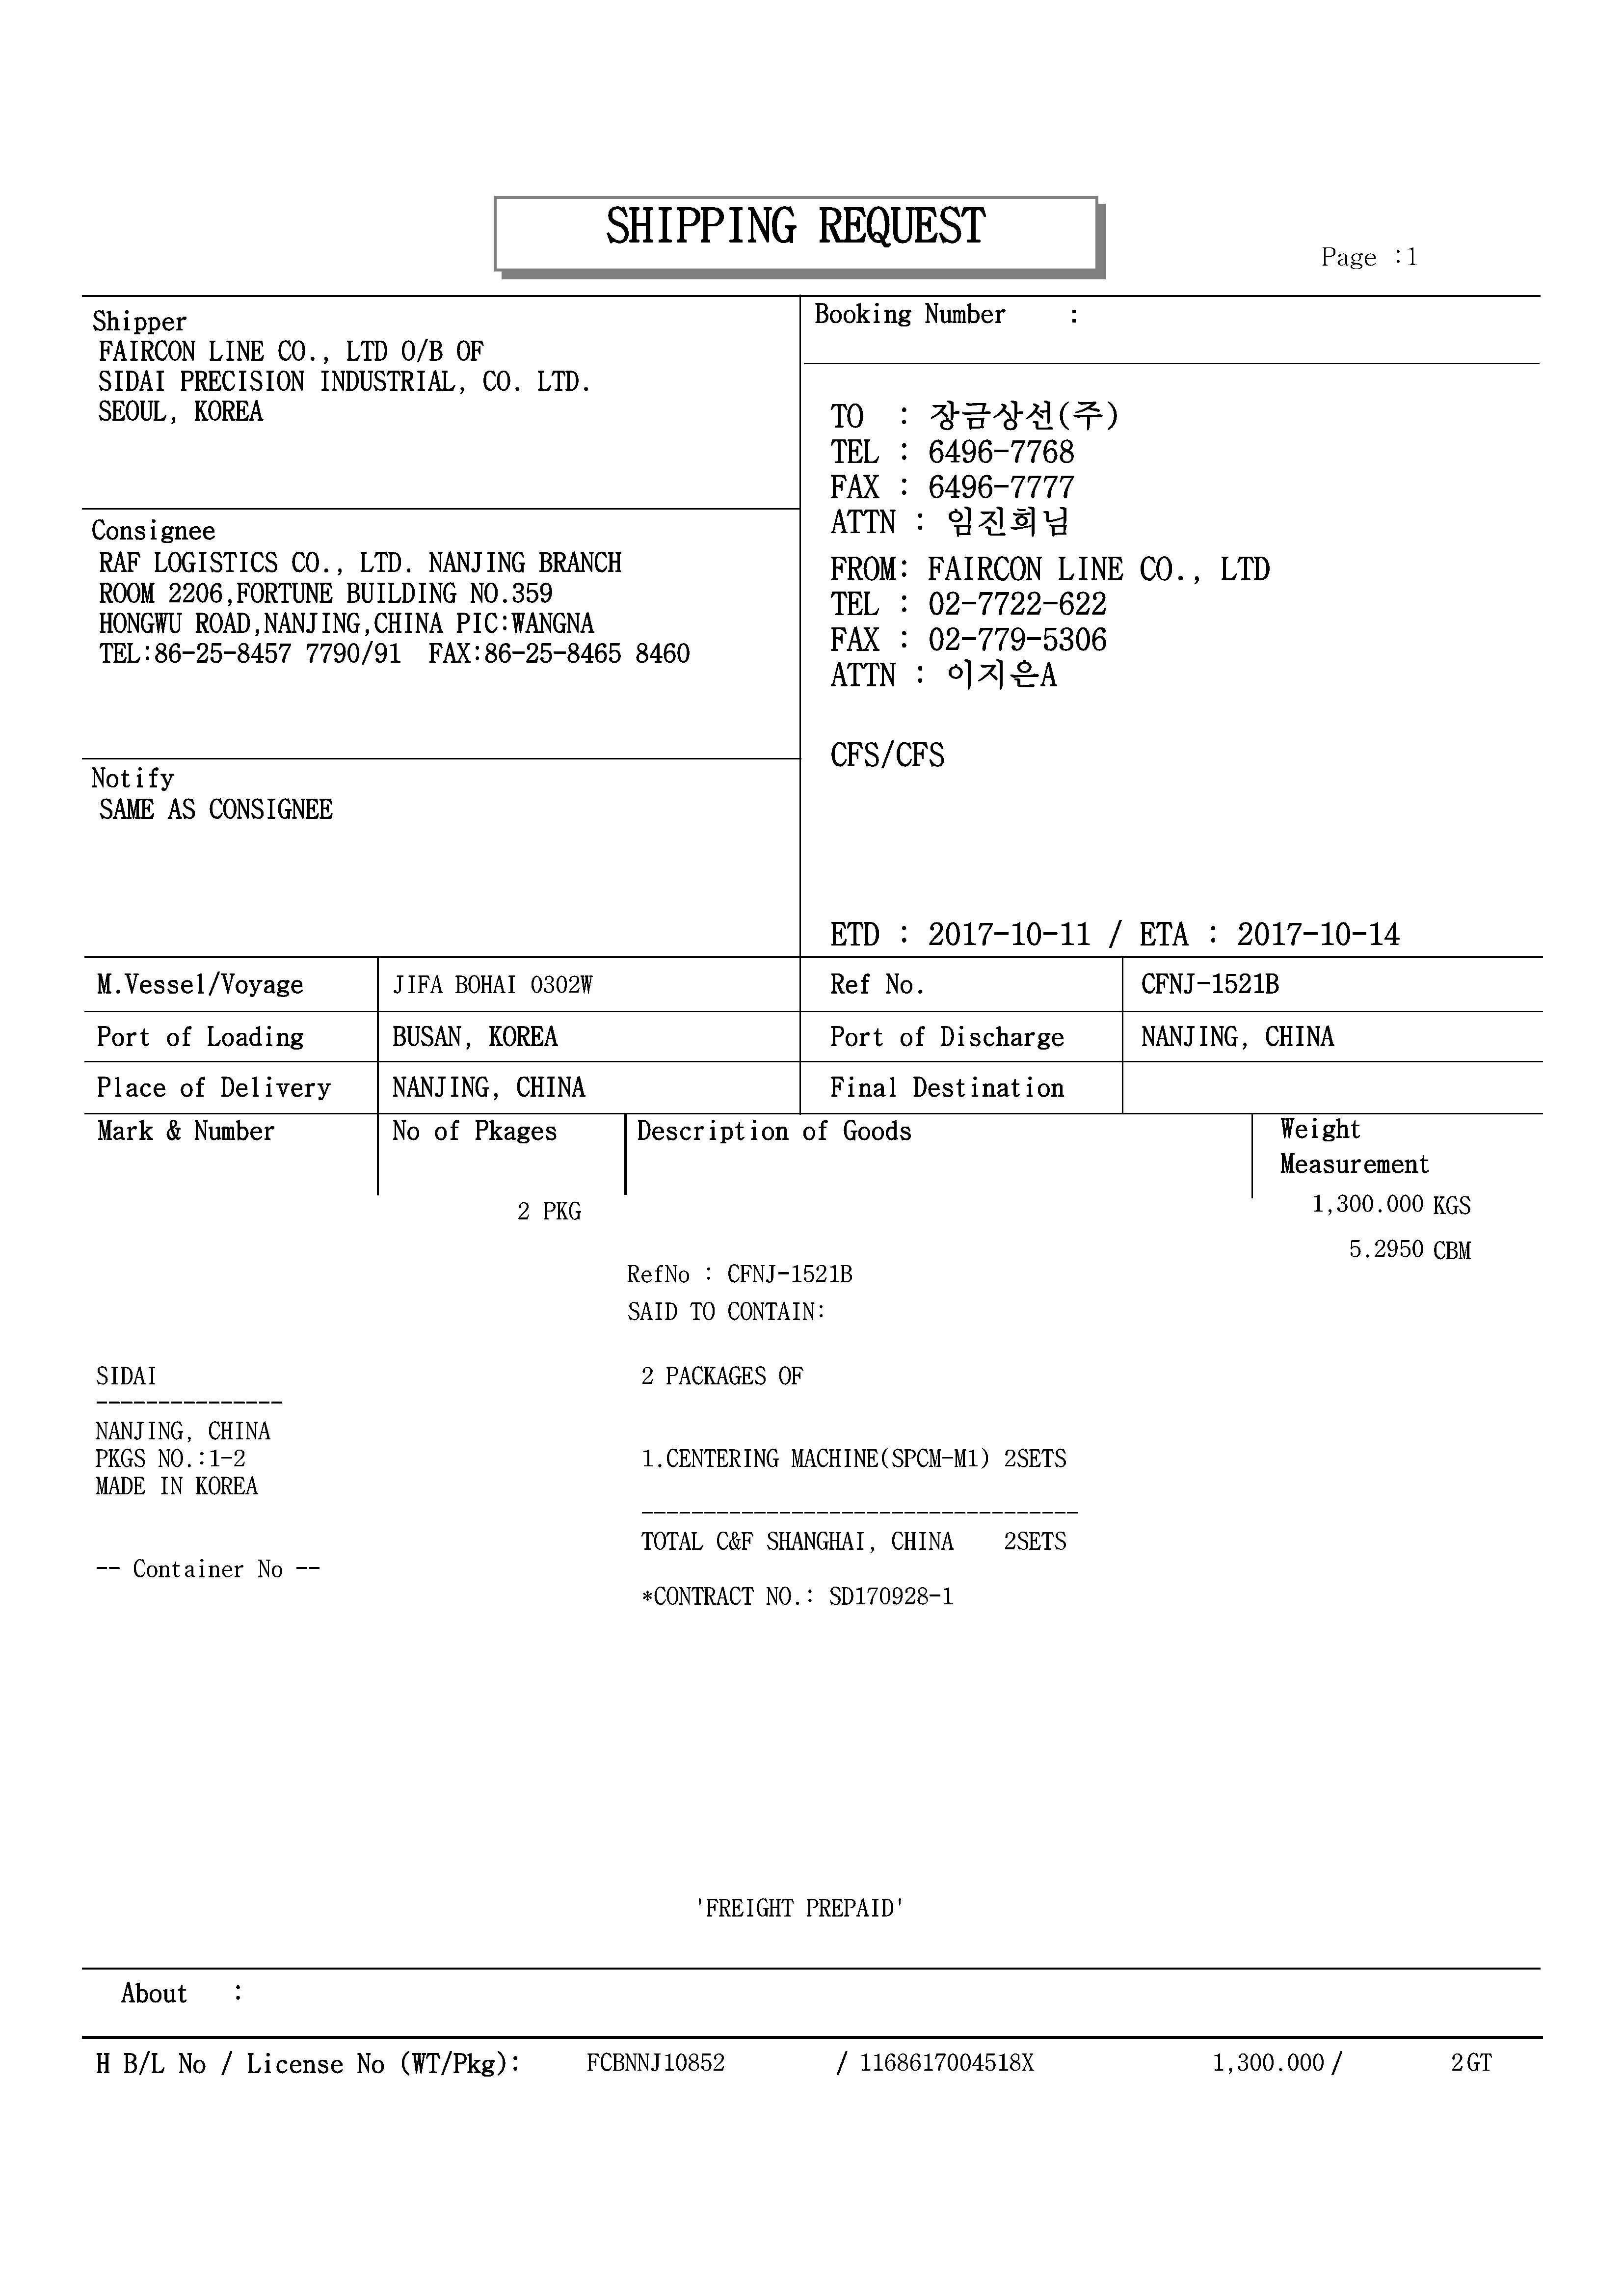 SHIPPING REQUEST
Page :1
Shipper
FAIRCON LINE CO., LTD O/B OF
SIDAI PRECISION INDUSTRIAL, CO. LTD.
SEOUL, KOREA
Booking Number :
TO : 장금상선(주)
TEL : 6496-7768
FAX : 6496-7777
ATTN : 임진희님
FROM: FAIRCON LINE CO., LTD
TEL : 02-7722-622
FAX : 02-779-5306
ATTN : 이지은A
CFS/CFS
ETD : 2017-10-11 / ETA : 2017-10-14
Consignee
RAF LOGISTICS CO., LTD. NANJING BRANCH
ROOM 2206,FORTUNE BUILDING NO.359
HONGWU ROAD,NANJING,CHINA PIC:WANGNA
TEL:86-25-8457 7790/91 FAX:86-25-8465 8460
Notify
SAME AS CONSIGNEE
M.Vessel/Voyage JIFA BOHAI 0302W Ref No. CFNJ-1521B
Port of Loading BUSAN, KOREA Port of Discharge NANJING, CHINA
Place of Delivery NANJING, CHINA Final Destination
Mark & Number No of Pkages Description of Goods Weight
Measurement
2 PKG 1,300.000 KGS
5.2950 CBM
RefNo : CFNJ-1521B
SAID TO CONTAIN:
SIDAI 2 PACKAGES OF
---------------
NANJING, CHINA
PKGS NO.:1-2 1.CENTERING MACHINE(SPCM-M1) 2SETS
MADE IN KOREA
-----------------------------------
TOTAL C&F SHANGHAI, CHINA 2SETS
-- Container No --
*CONTRACT NO.: SD170928-1
'FREIGHT PREPAID'
About :
H B/L No / License No (WT/Pkg): FCBNNJ10852 / 1168617004518X 1,300.000 / 2GT